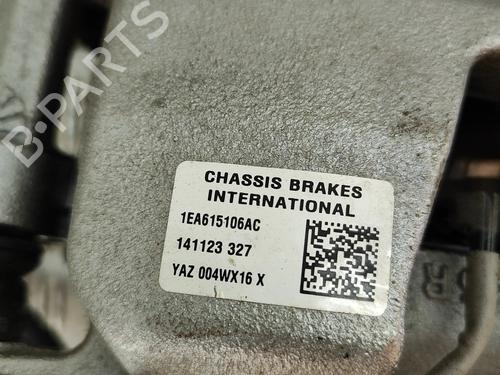 B-PARTS
CHASSIS BRAKES
INTERNATIONAL
1EA615106AC
141123 327
YAZ 004WX16 X